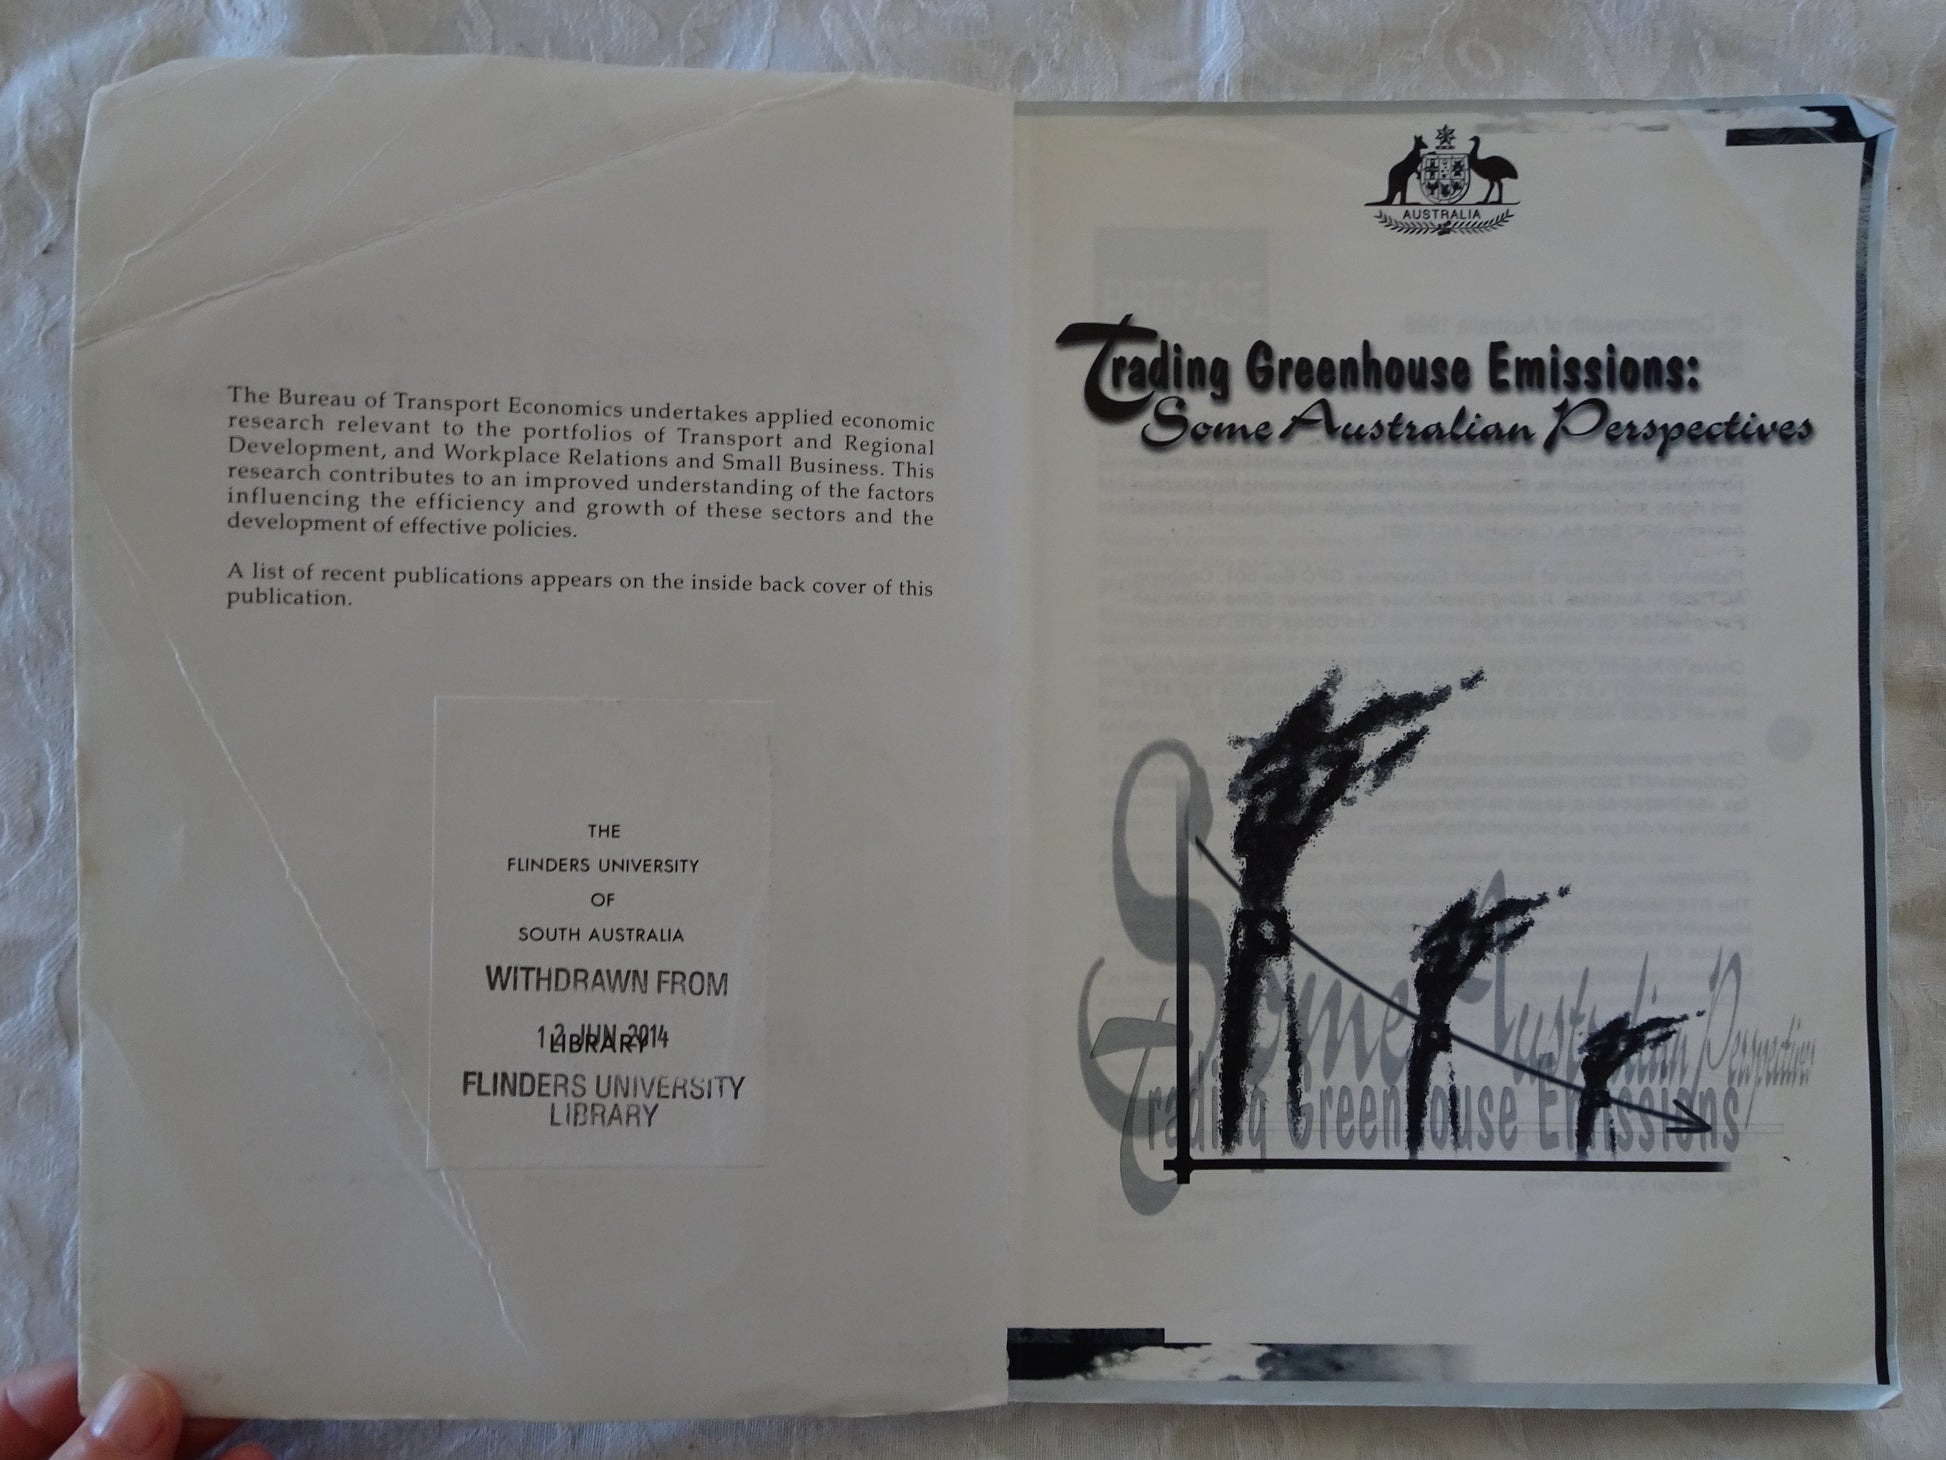 The Bureau of Transport Economics undertakes applied economic
research relevant to the portfolios of Transport and Regional
Development, and Workplace Relations and Small Business. This
research contributes to an improved understanding of the factors
influencing the efficiency and growth of these sectors and the
development of effective policies.
A list of recent publications appears on the inside back cover of this
publication.
THE
FLINDERS UNIVERSITY
OF
SOUTH AUSTRALIA
WITHDRAWN FROM
12 JUN 2014
LIBRARY
FLINDERS UNIVERSITY
LIBRARY
AUSTRALIA
PREFACE
Trading Greenhouse Emissions:
Some Australian Perspectives
Some Australian Perspectives
Trading Greenhouse Emissions